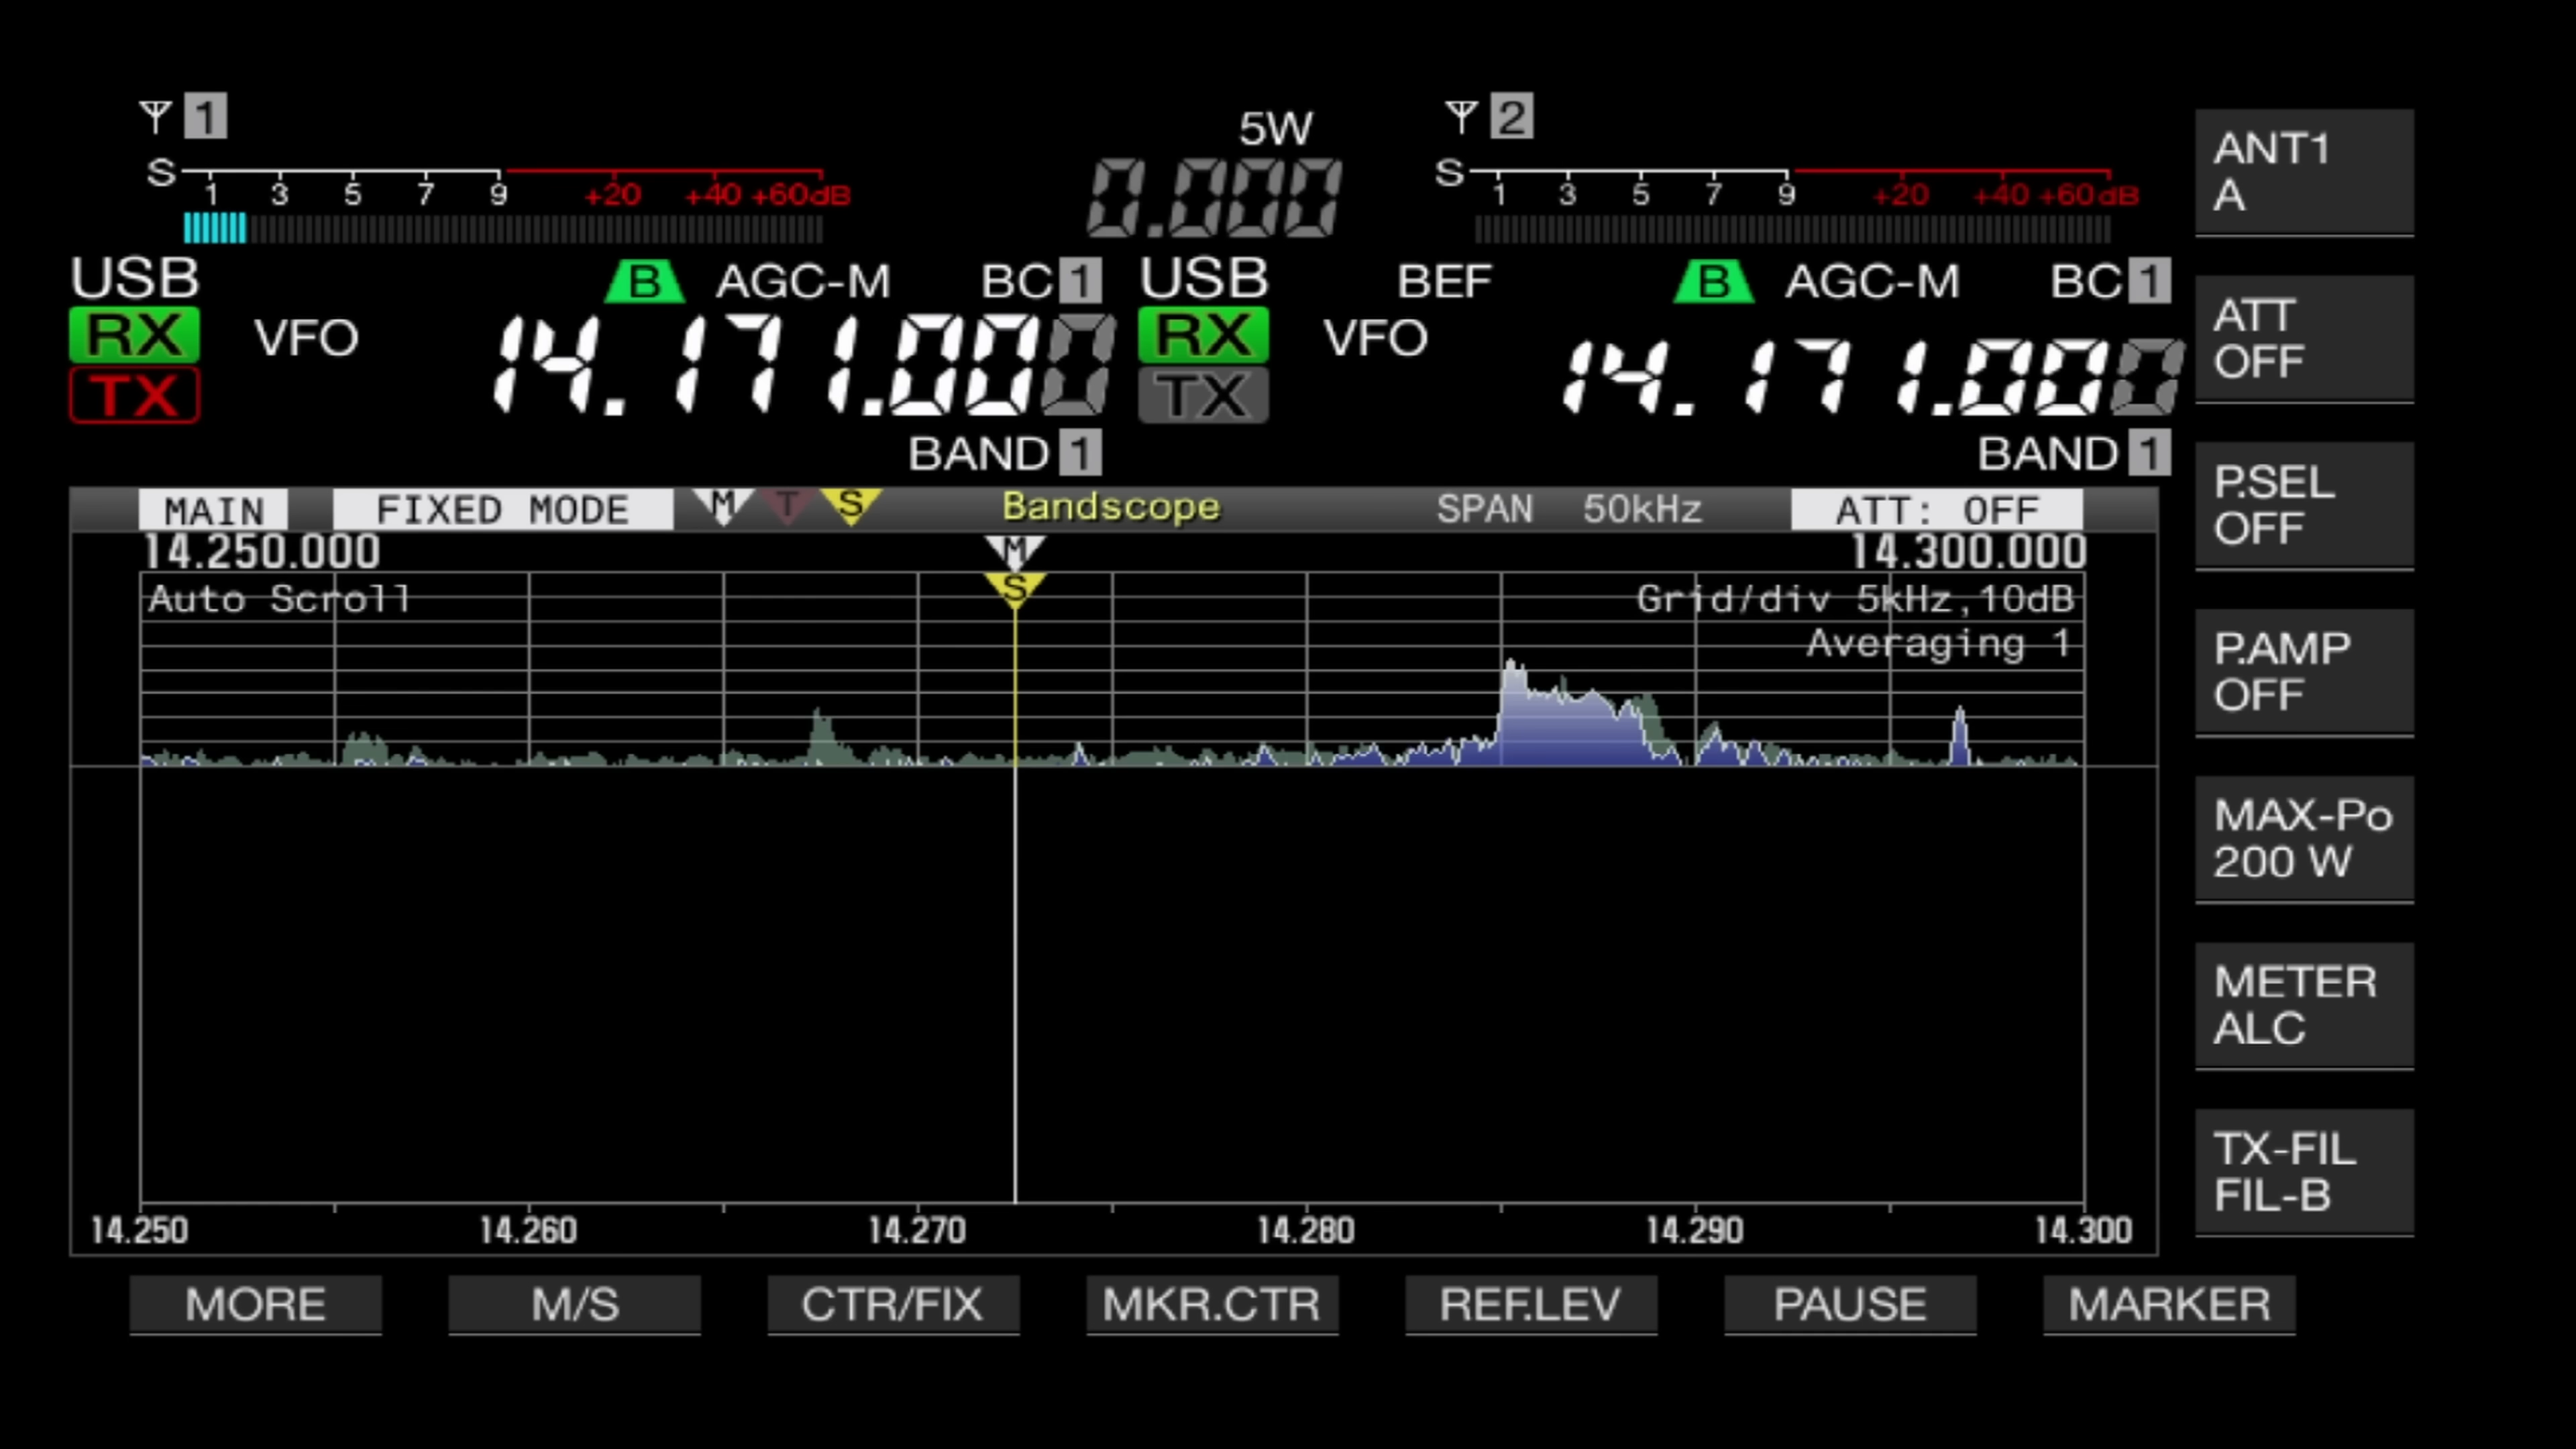 1
5W
2
S 1 3 5 7 9 +20 +40 +60dB
0.000
S 1 3 5 7 9 +20 +40 +60dB
USB B AGC-M BC 1
RX VFO 14.171.000
TX
BAND 1
USB BEF B AGC-M BC 1
RX VFO 14.171.000
TX
BAND 1
MAIN FIXED MODE M T S Bandscope SPAN 50kHz ATT: OFF
14.250.000 M 14.300.000
Auto Scroll S Grid/div 5kHz,10dB
Averaging 1
14.250 14.260 14.270 14.280 14.290 14.300
ANT1
A
ATT
OFF
P.SEL
OFF
P.AMP
OFF
MAX-Po
200 W
METER
ALC
TX-FIL
FIL-B
MORE M/S CTR/FIX MKR.CTR REF.LEV PAUSE MARKER